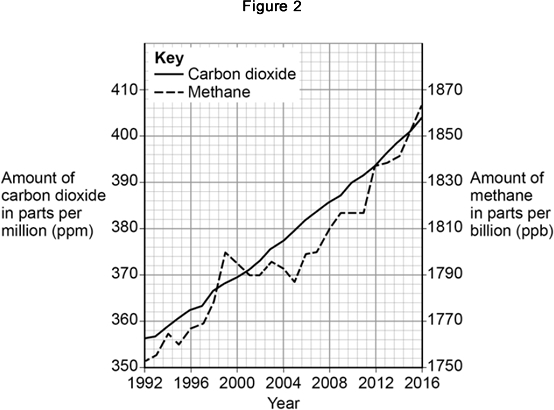 Figure 2
Key
Carbon dioxide
Methane
410
400
390
380
370
360
350
Amount of
carbon dioxide
in parts per
million (ppm)
1870
1850
1830
1810
1790
1770
1750
Amount of
methane
in parts per
billion (ppb)
1992 1996 2000 2004 2008 2012 2016
Year